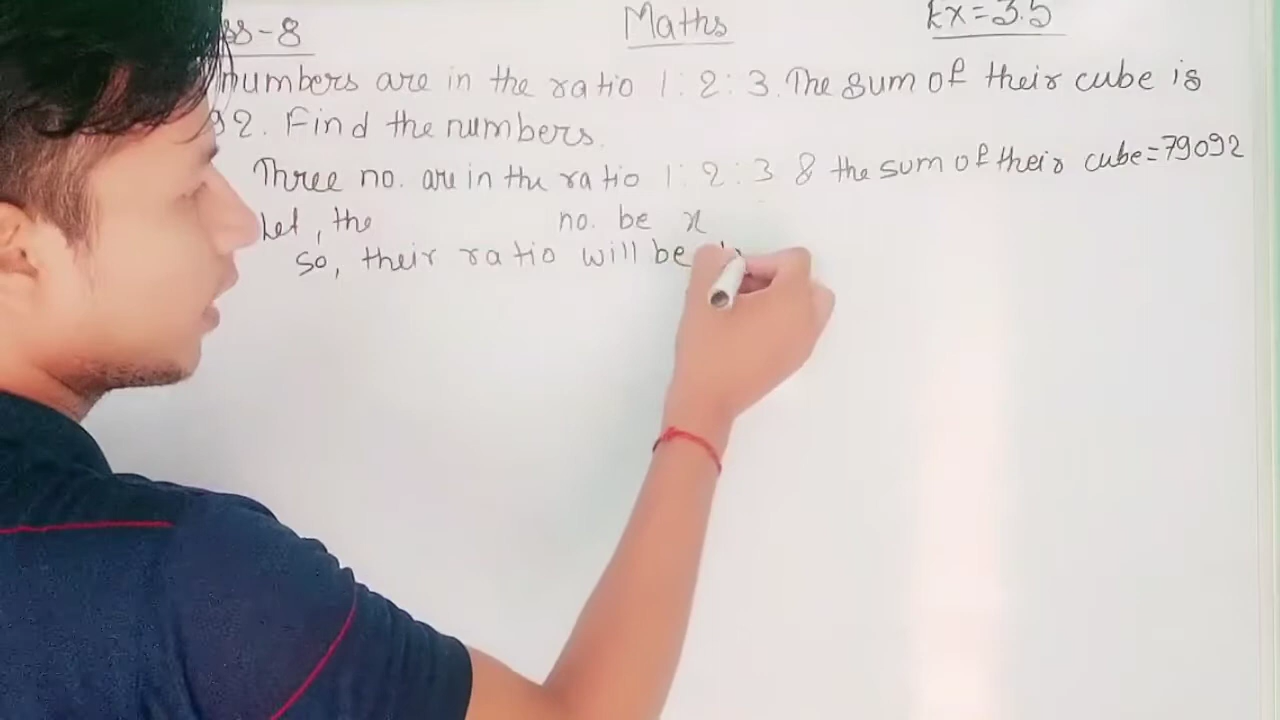 ss-8 Maths Ex=3.5
numbers are in the ratio 1:2:3. The sum of their cube is
92. Find the numbers.
Three no. are in the ratio 1:2:3 & the sum of their cube=79092
Let, the no. be x
so, their ratio will be